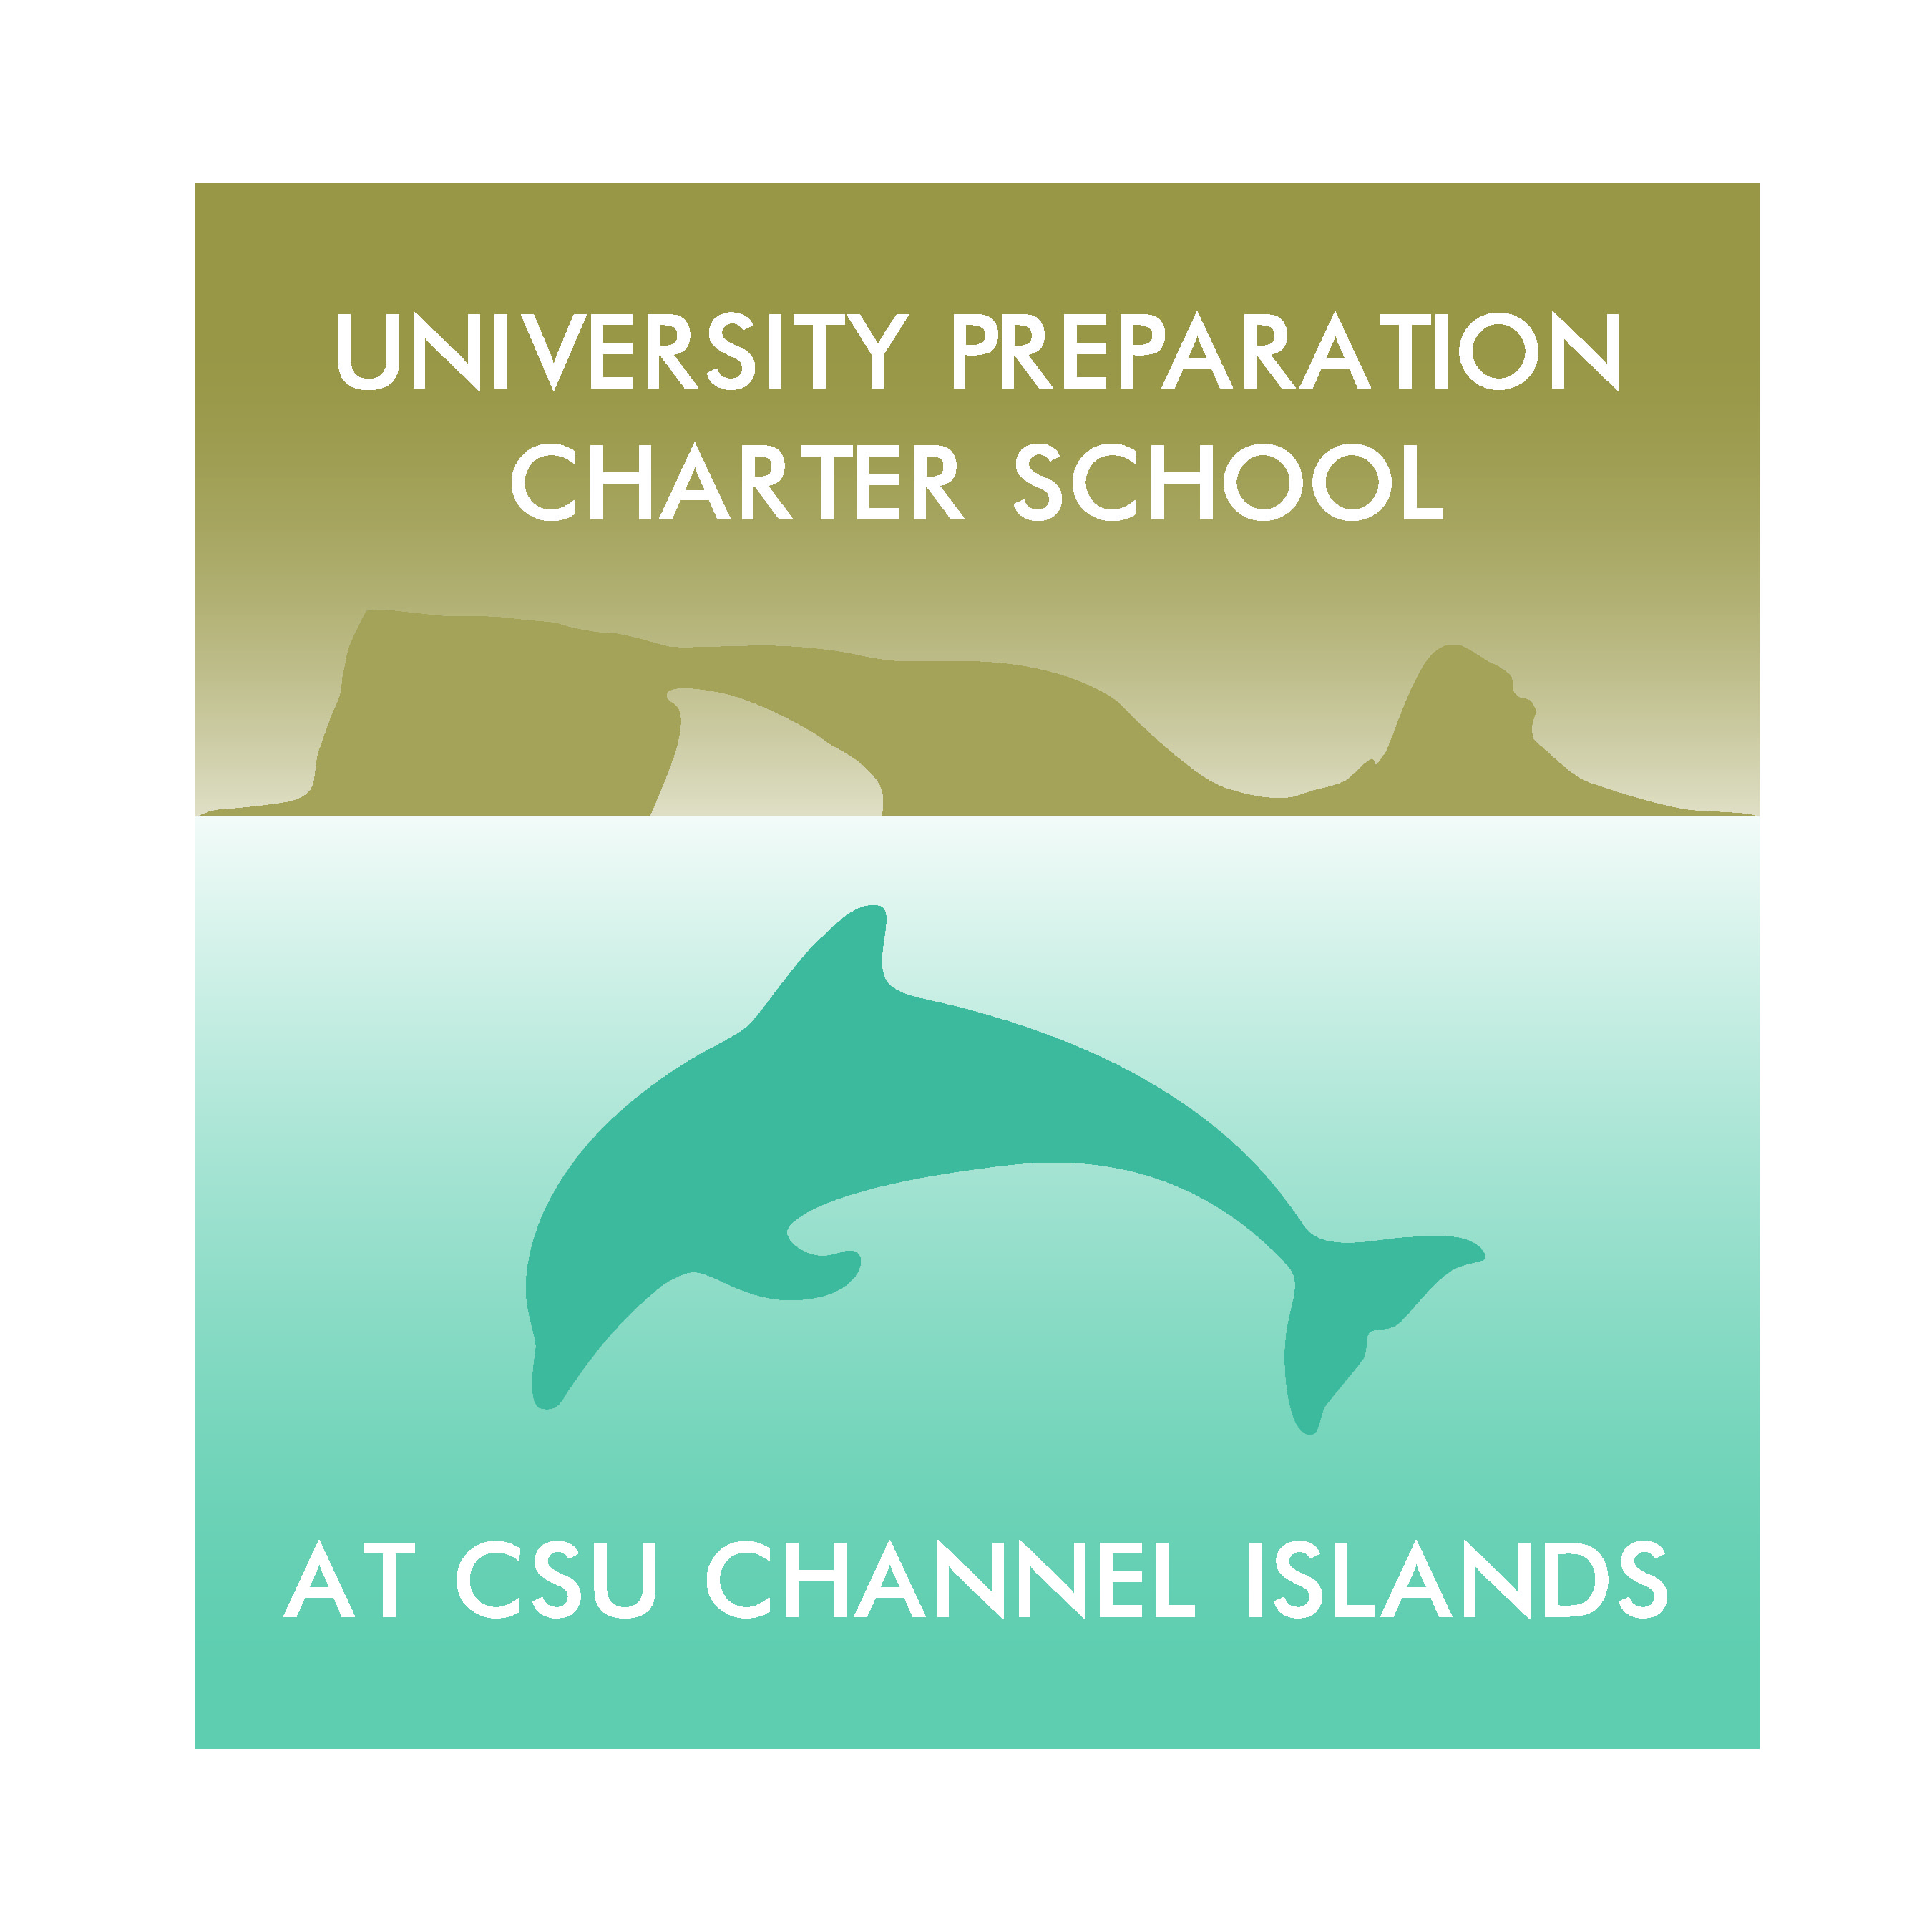 UNIVERSITY PREPARATION
CHARTER SCHOOL
AT CSU CHANNEL ISLANDS